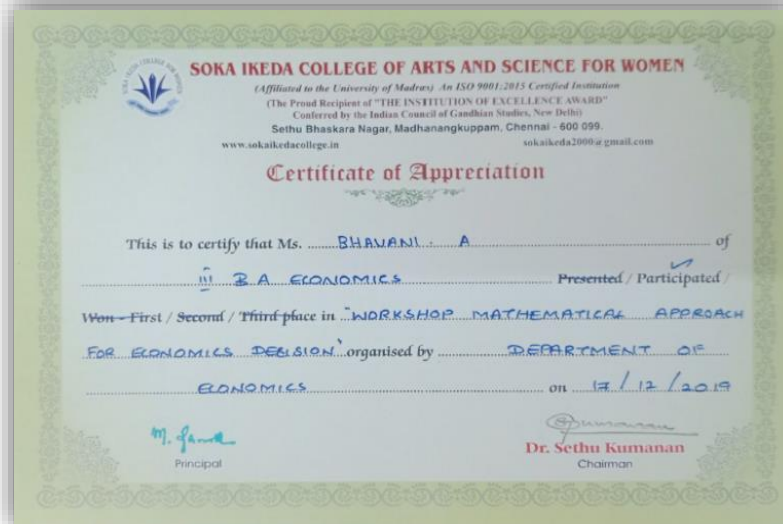 SOKA IKEDA COLLEGE OF ARTS AND SCIENCE FOR WOMEN
(Affiliated to the University of Madras) An ISO 9001:2015 Certified Institution
(The Proud Recipient of "THE INSTITUTION OF EXCELLENCE AWARD"
Conferred by the Indian Council of Gandhian Studies, New Delhi)
Sethu Bhaskara Nagar, Madhanangkuppam, Chennai - 600 099.
www.sokaikedacollege.in sokaikeda2000@gmail.com
Certificate of Appreciation
This is to certify that Ms. BHAVANI. A of
III B A ECONOMICS Presented / Participated /
Won - First / Second / Third place in "WORKSHOP MATHEMATICAL APPROACH
FOR ECONOMICS DECISION" organised by DEPARTMENT OF
ECONOMICS on 17/12/2019
Dr. Sethu Kumanan
Principal
Chairman